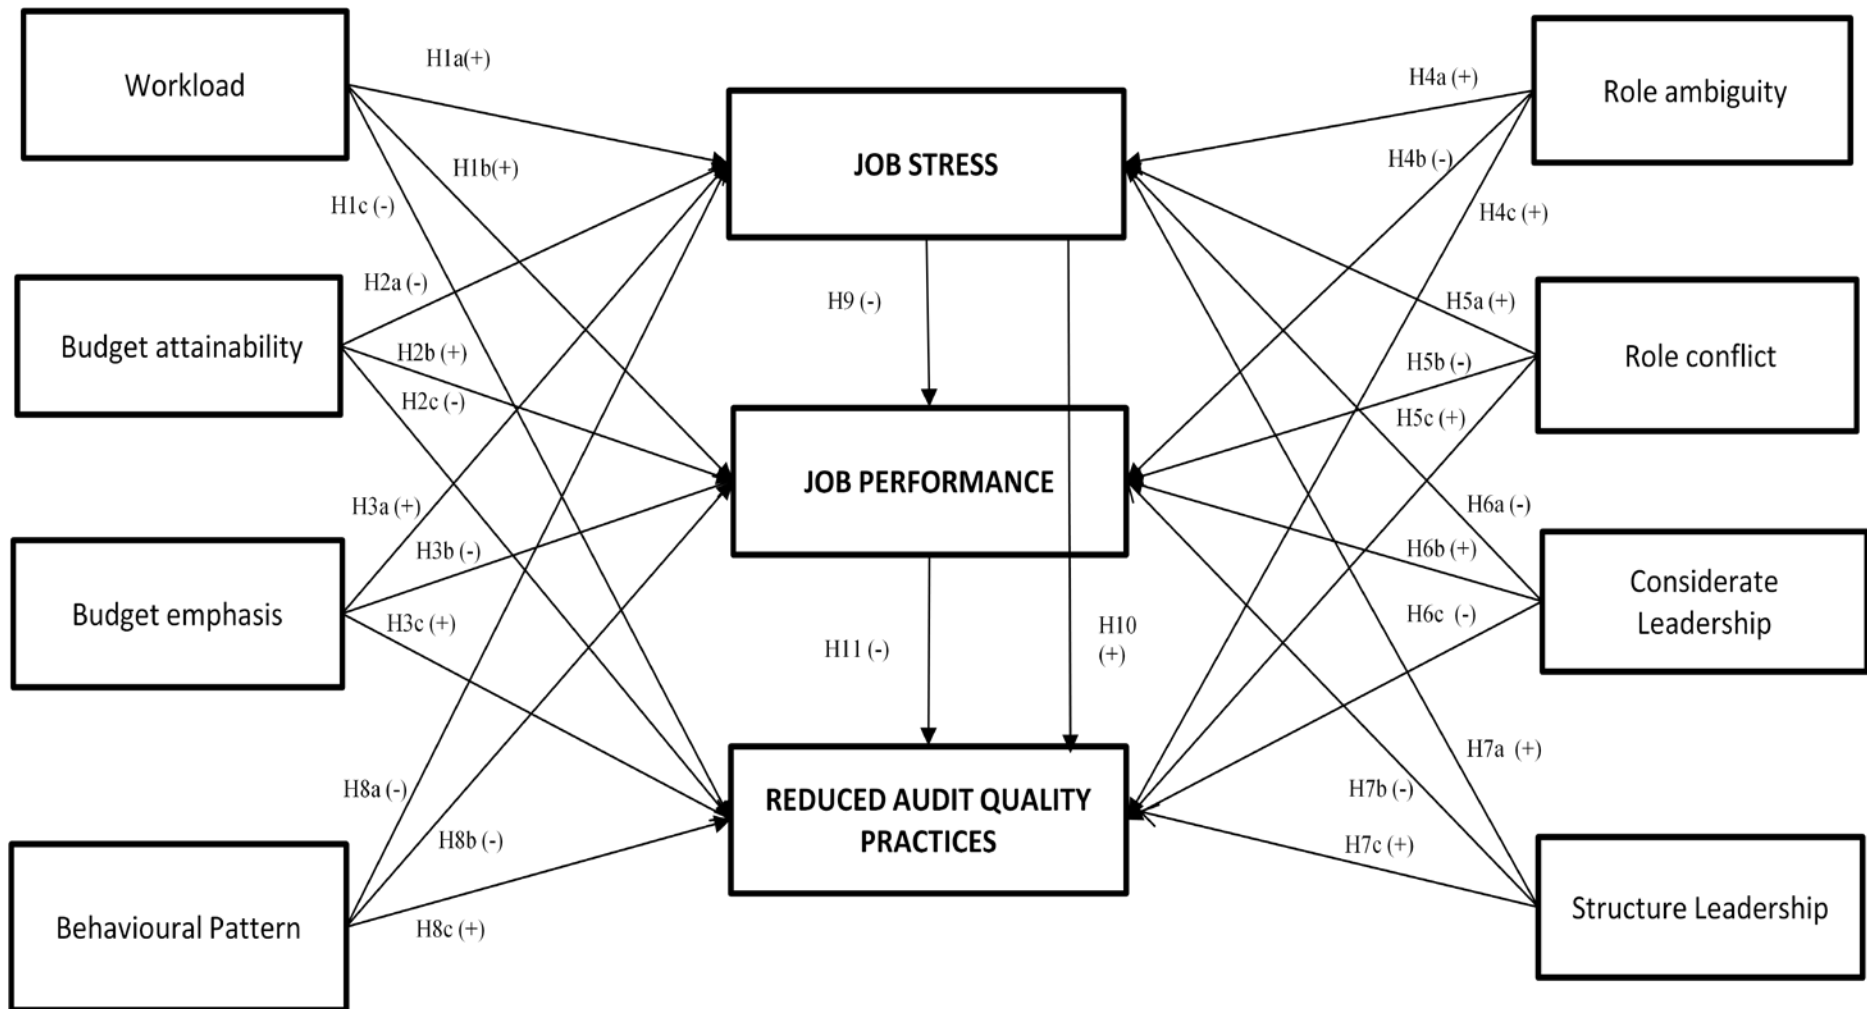 Workload
H1a(+)
H1b(+)
H1c (-)
Budget attainability
H2a (-)
H2b (+)
H2c (-)
Budget emphasis
H3a (+)
H3b (-)
H3c (+)
Behavioural Pattern
H8a (-)
H8b (-)
H8c (+)
JOB STRESS
H9 (-)
JOB PERFORMANCE
H11 (-)
H10
(+)
REDUCED AUDIT QUALITY
PRACTICES
Role ambiguity
H4a (+)
H4b (-)
H4c (+)
Role conflict
H5a (+)
H5b (-)
H5c (+)
Considerate
Leadership
H6a (-)
H6b (+)
H6c (-)
Structure Leadership
H7a (+)
H7b (-)
H7c (+)